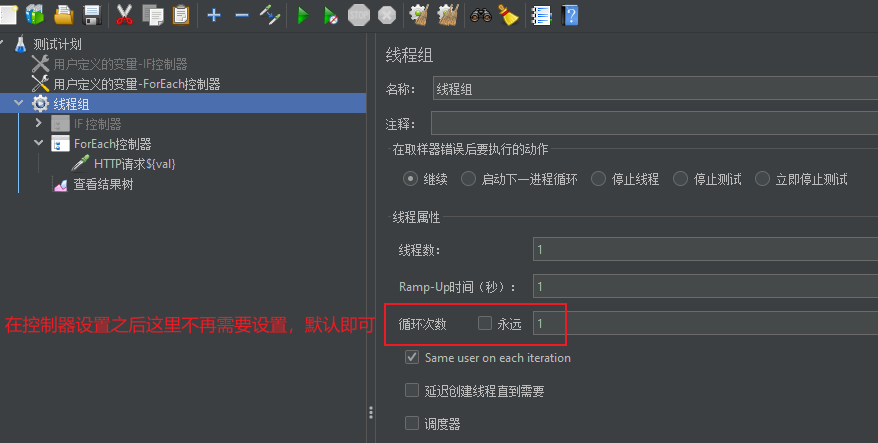 测试计划
用户定义的变量-IF控制器
用户定义的变量-ForEach控制器
线程组
IF 控制器
ForEach控制器
HTTP请求${val}
查看结果树
在控制器设置之后这里不再需要设置，默认即可
线程组
名称： 线程组
注释：
在取样器错误后要执行的动作
继续 启动下一进程循环 停止线程 停止测试 立即停止测试
线程属性
线程数： 1
Ramp-Up时间（秒）： 1
循环次数 永远 1
Same user on each iteration
延迟创建线程直到需要
调度器